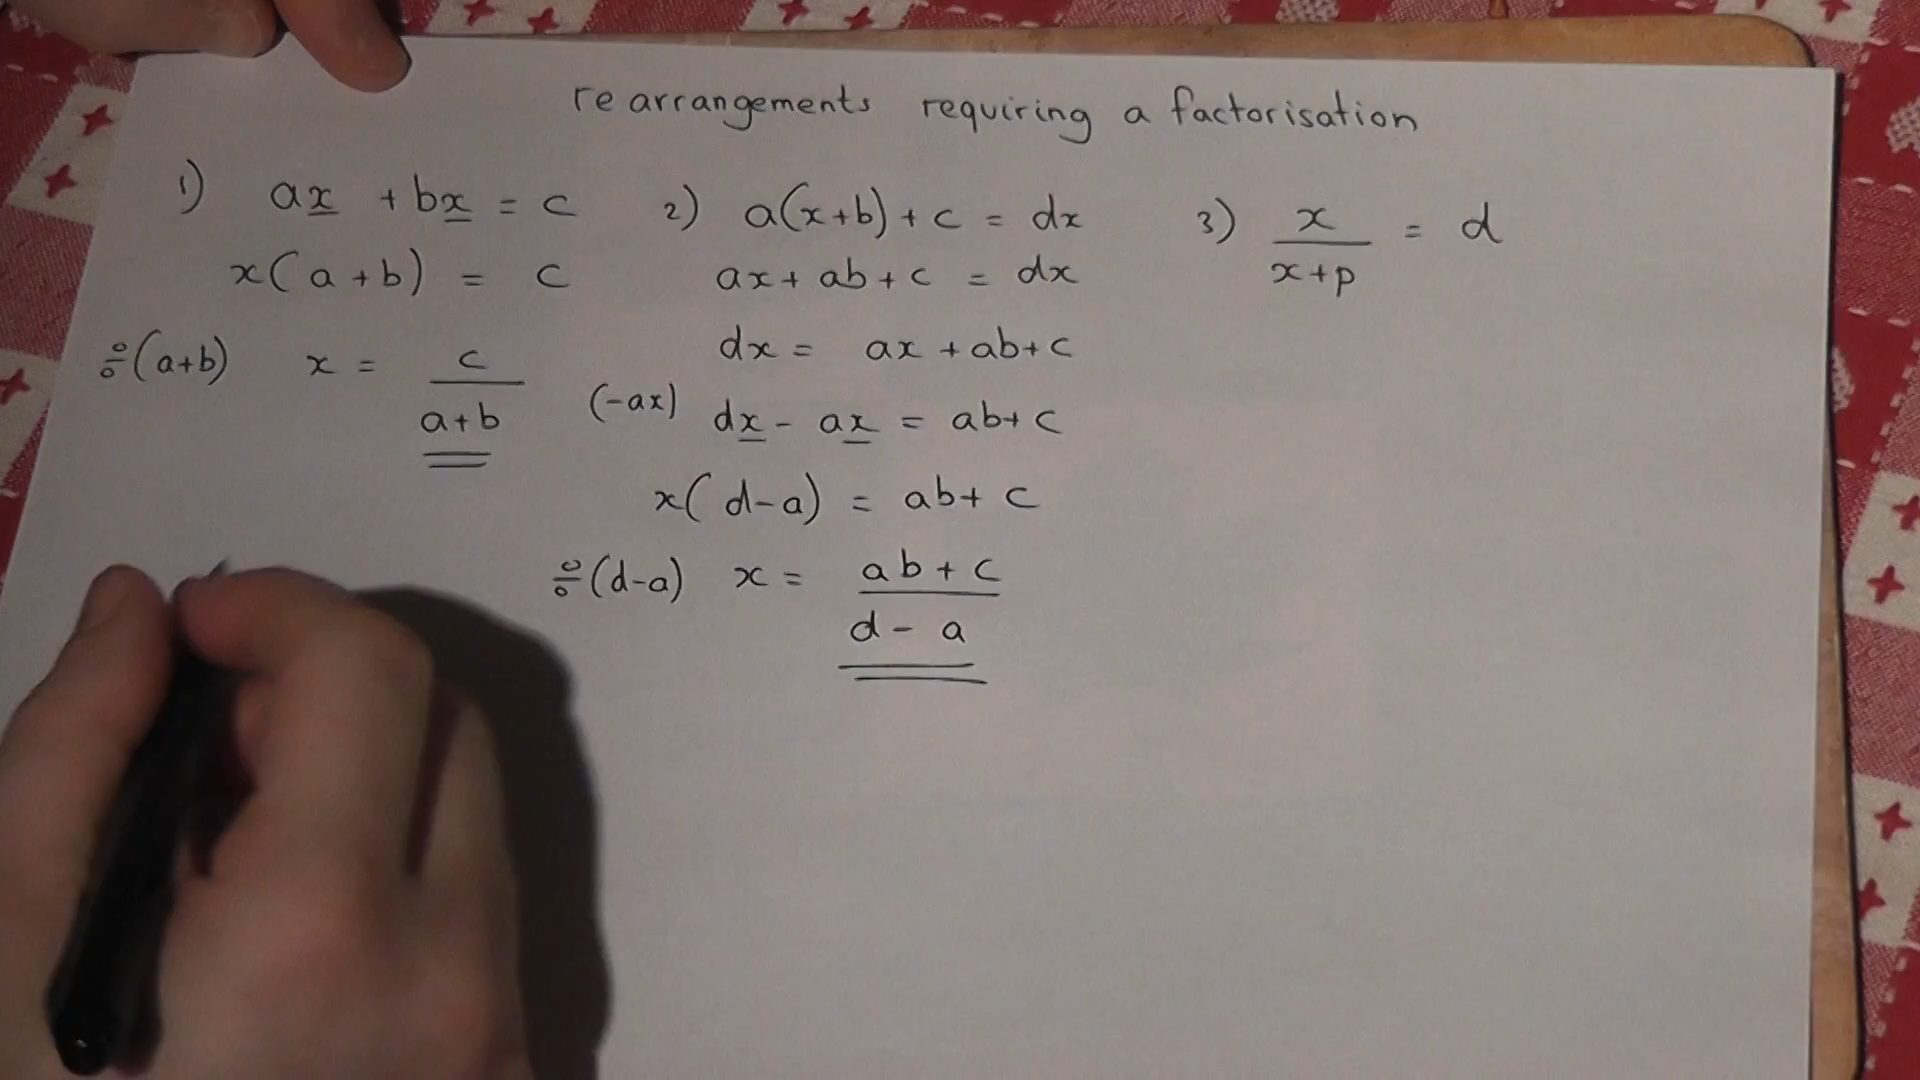 rearrangements requiring a factorisation
1) ax + bx = c
x(a+b) = c
÷(a+b) x = c
a+b
2) a(x+b) + c = dx
ax + ab + c = dx
dx = ax + ab + c
(-ax) dx - ax = ab + c
x(d-a) = ab + c
÷(d-a) x = ab + c
d - a
3) x = d
x+p